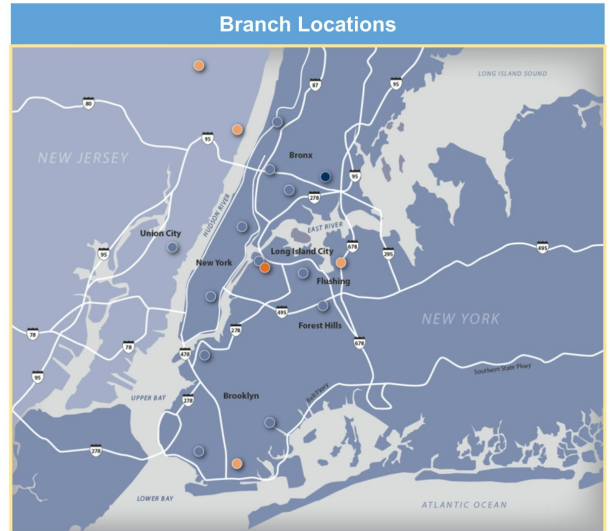 Branch Locations
LONG ISLAND SOUND
87
95
80
95
NEW JERSEY
Bronx
95
278
HUDSON RIVER
EAST RIVER
Union City
678
295
495
95
Long Island City
New York
Flushing
495
278
Forest Hills
NEW YORK
78
78
478
678
95
Southern State Pkwy
Belt Pkwy
UPPER BAY
278
Brooklyn
278
278
LOWER BAY
ATLANTIC OCEAN